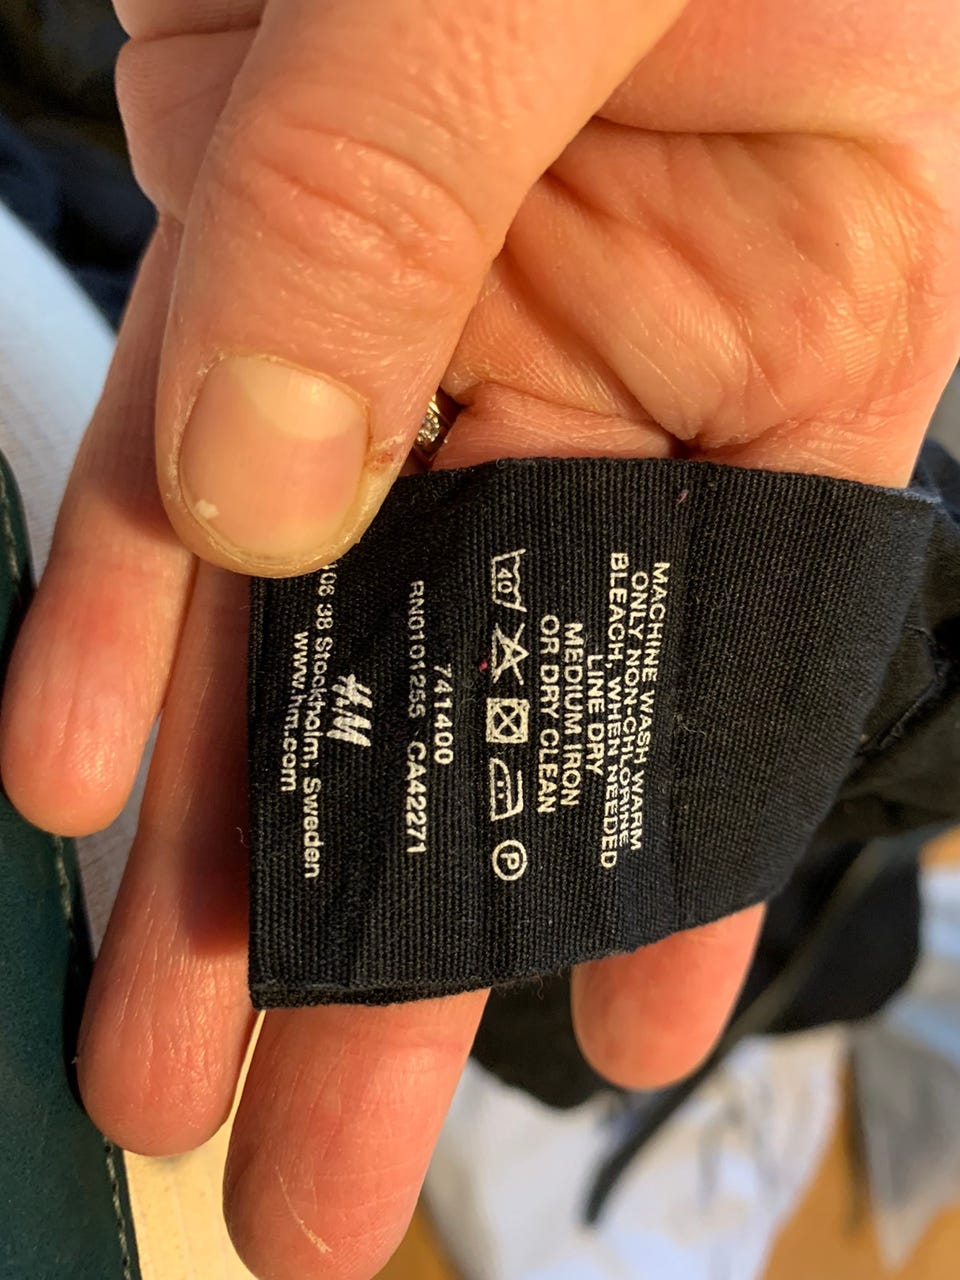 MACHINE WASH WARM
ONLY NON-CHLORINE
BLEACH, WHEN NEEDED
LINE DRY
MEDIUM IRON
OR DRY CLEAN
40 P
741400
RN0101255 CA42271
H&M
106 38 Stockholm, Sweden
www.hm.com